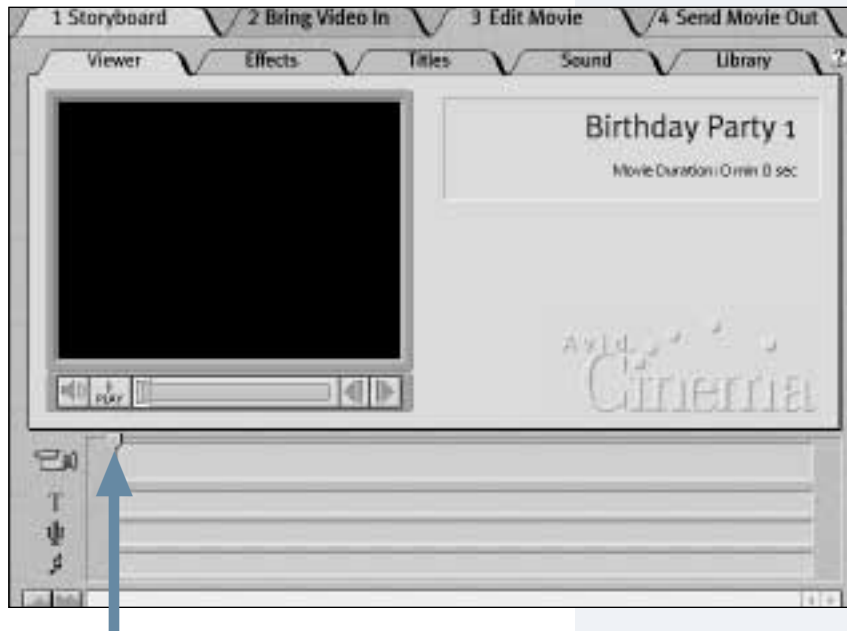 1 Storyboard 2 Bring Video In 3 Edit Movie 4 Send Movie Out
Viewer Effects Titles Sound Library ?
Birthday Party 1
Movie Duration: 0 min 0 sec
Avid
Cinema
PLAY
T